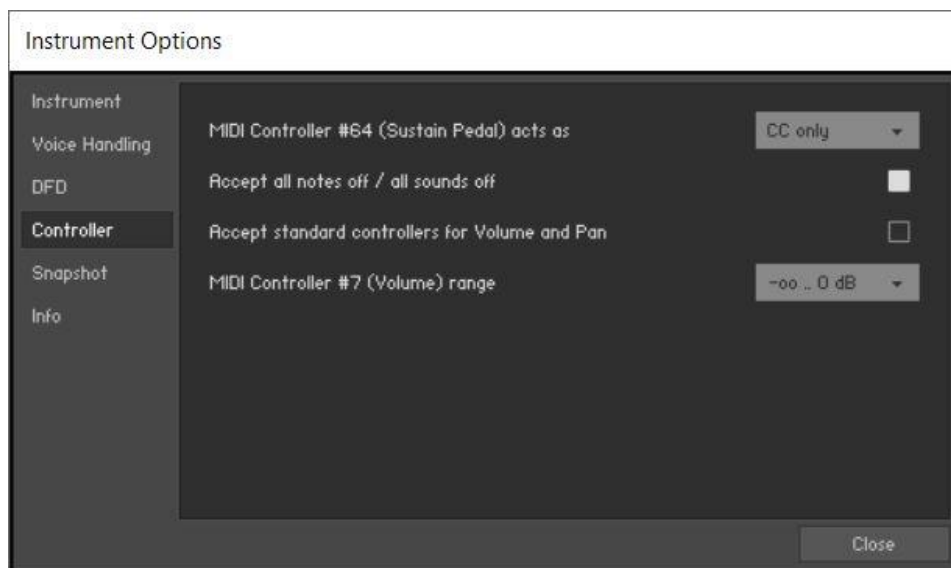 Instrument Options
Instrument
Voice Handling
DFD
Controller
Snapshot
Info
MIDI Controller #64 (Sustain Pedal) acts as
CC only
Accept all notes off / all sounds off
Accept standard controllers for Volume and Pan
MIDI Controller #7 (Volume) range
-oo .. 0 dB
Close